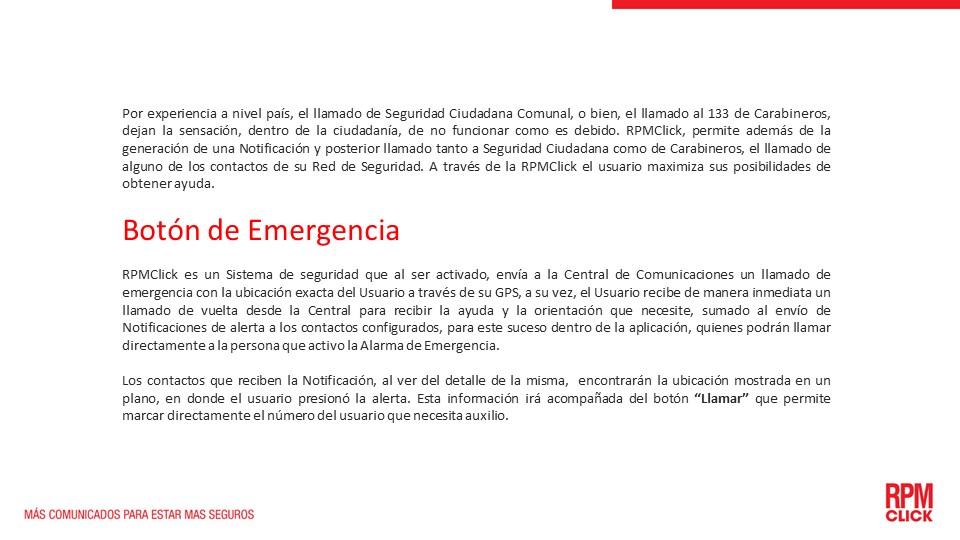 Por experiencia a nivel país, el llamado de Seguridad Ciudadana Comunal, o bien, el llamado al 133 de Carabineros,
dejan la sensación, dentro de la ciudadanía, de no funcionar como es debido. RPMClick, permite además de la
generación de una Notificación y posterior llamado tanto a Seguridad Ciudadana como de Carabineros, el llamado de
alguno de los contactos de su Red de Seguridad. A través de la RPMClick el usuario maximiza sus posibilidades de
obtener ayuda.
Botón de Emergencia
RPMClick es un Sistema de seguridad que al ser activado, envía a la Central de Comunicaciones un llamado de
emergencia con la ubicación exacta del Usuario a través de su GPS, a su vez, el Usuario recibe de manera inmediata un
llamado de vuelta desde la Central para recibir la ayuda y la orientación que necesite, sumado al envío de
Notificaciones de alerta a los contactos configurados, para este suceso dentro de la aplicación, quienes podrán llamar
directamente a la persona que activo la Alarma de Emergencia.
Los contactos que reciben la Notificación, al ver del detalle de la misma, encontrarán la ubicación mostrada en un
plano, en donde el usuario presionó la alerta. Esta información irá acompañada del botón “Llamar” que permite
marcar directamente el número del usuario que necesita auxilio.
MÁS COMUNICADOS PARA ESTAR MAS SEGUROS
RPM
CLICK